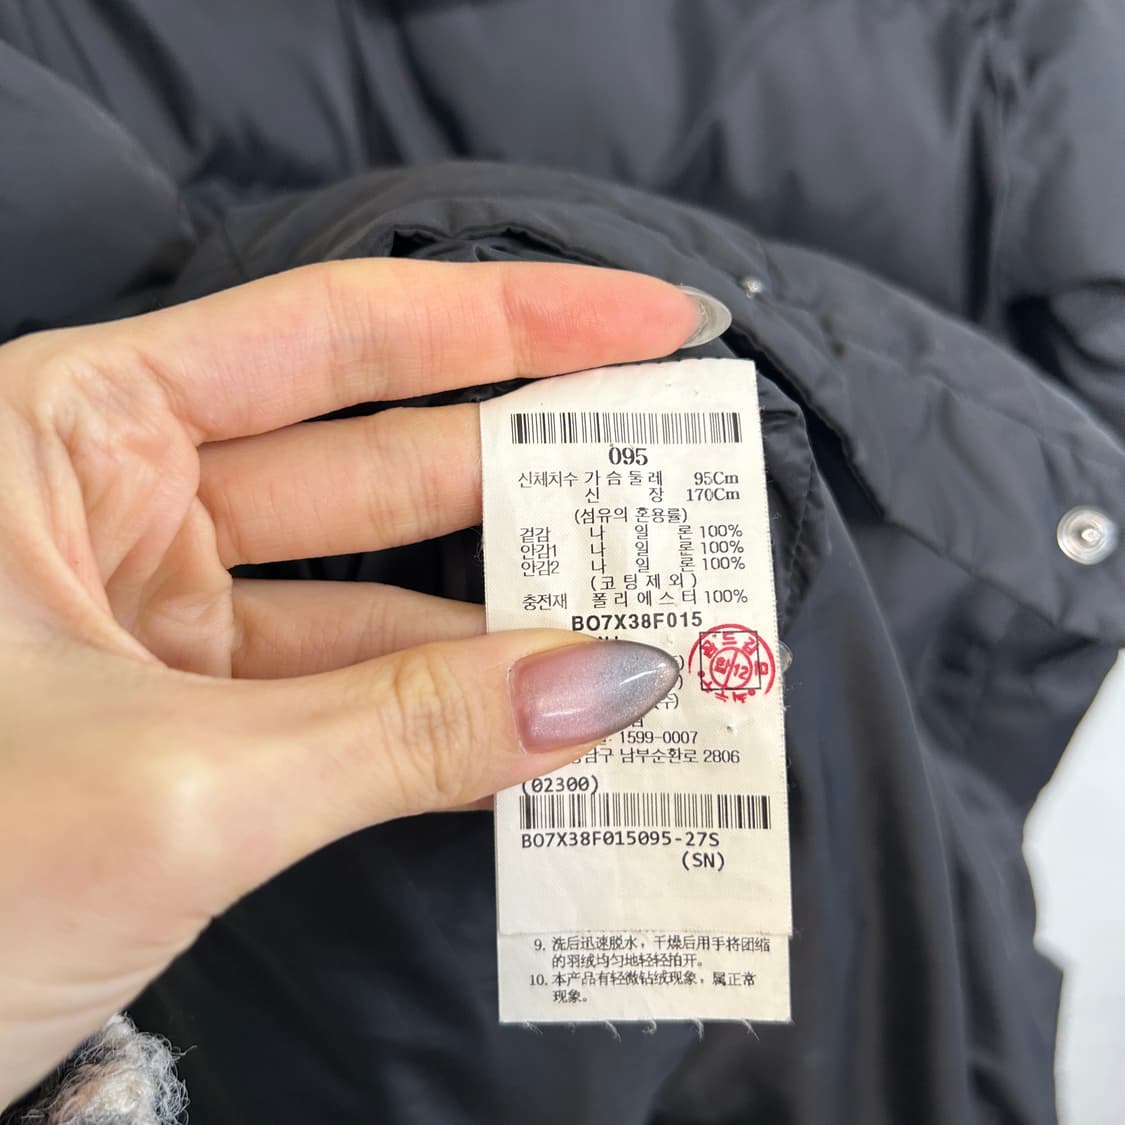 095
신체치수 가 슴 둘 레 95Cm
신 장 170Cm
(섬유의 혼용률)
겉감 나 일 론 100%
안감1 나 일 론 100%
안감2 나 일 론 100%
(코 팅 제 외)
충전재 폴 리 에 스 터 100%
BO7X38F015
1599-0007
남구 남부순환로 2806
(02300)
BO7X38F015095-27S
(SN)
9. 洗后迅速脱水，干燥后用手将团缩
的羽绒均匀地轻轻拍开。
10. 本产品有轻微钻绒现象，属正常
现象。